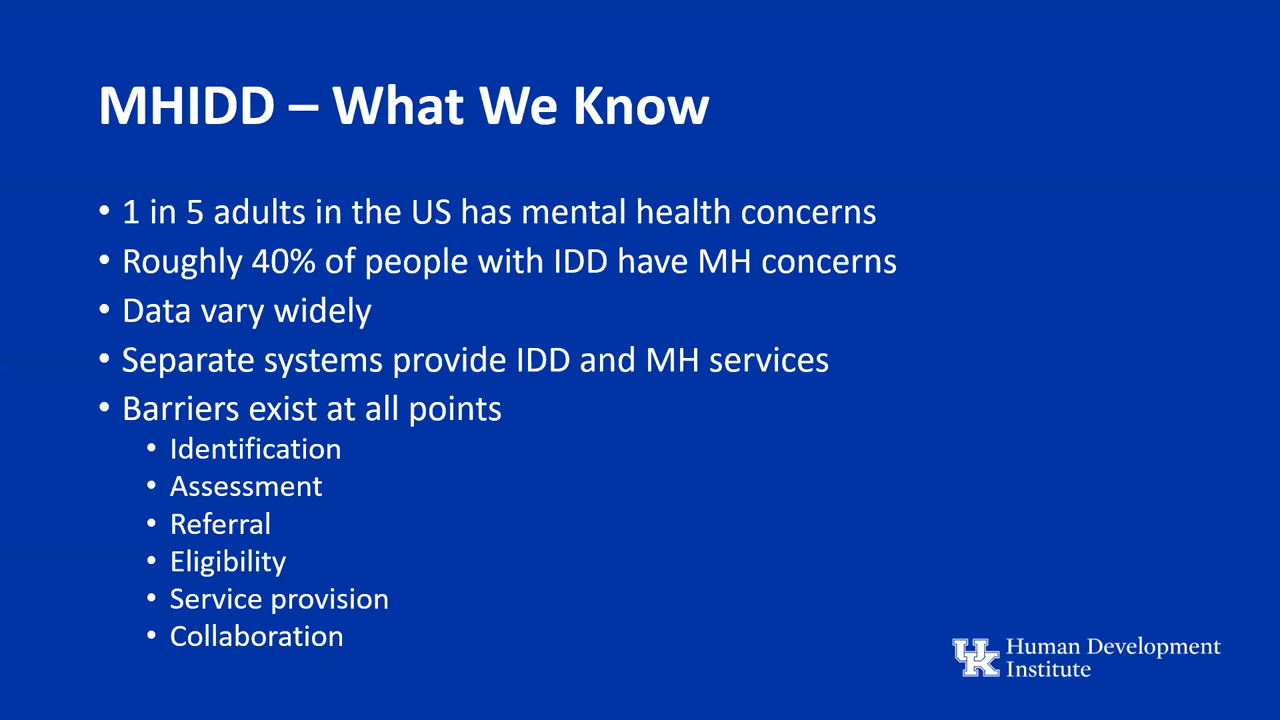 MHIDD – What We Know
• 1 in 5 adults in the US has mental health concerns
• Roughly 40% of people with IDD have MH concerns
• Data vary widely
• Separate systems provide IDD and MH services
• Barriers exist at all points
• Identification
• Assessment
• Referral
• Eligibility
• Service provision
• Collaboration
UK Human Development
Institute